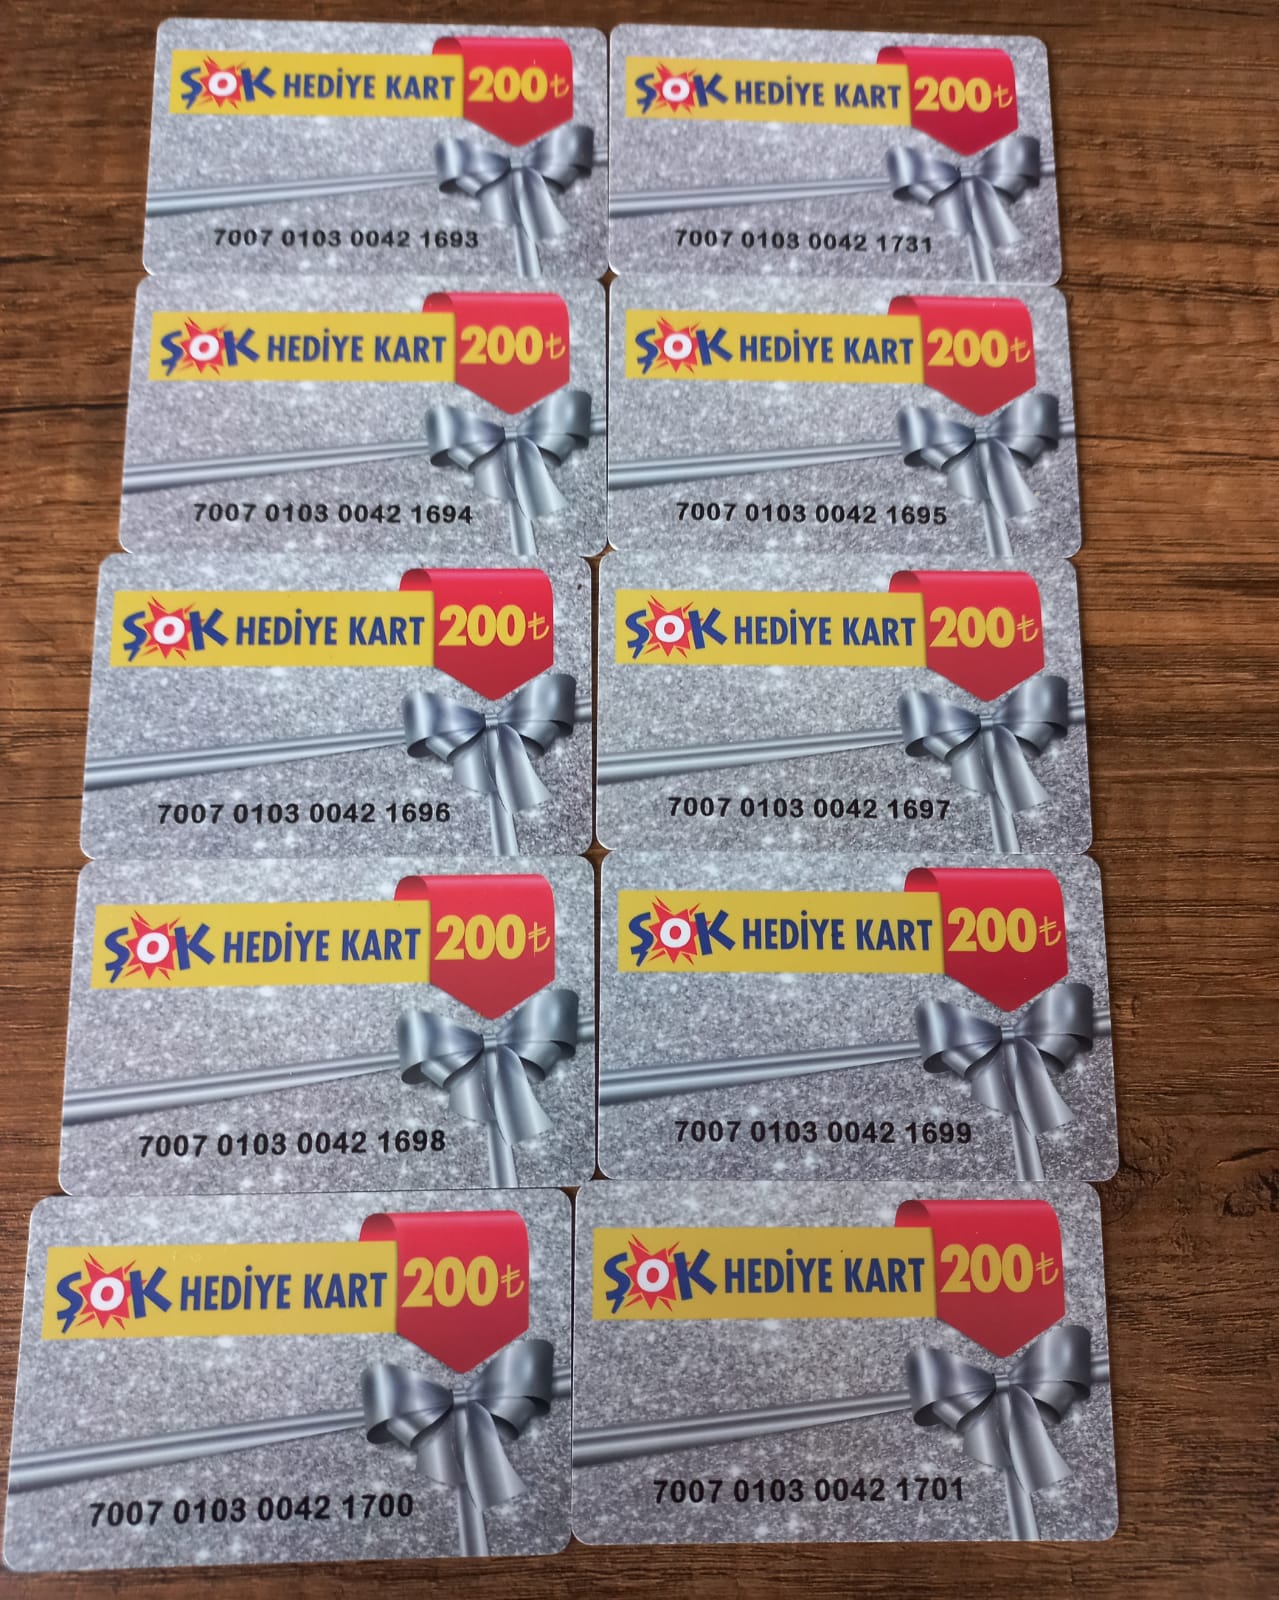 ŞOK HEDİYE KART 200₺
7007 0103 0042 1693
ŞOK HEDİYE KART 200₺
7007 0103 0042 1731
ŞOK HEDİYE KART 200₺
7007 0103 0042 1694
ŞOK HEDİYE KART 200₺
7007 0103 0042 1695
ŞOK HEDİYE KART 200₺
7007 0103 0042 1696
ŞOK HEDİYE KART 200₺
7007 0103 0042 1697
ŞOK HEDİYE KART 200₺
7007 0103 0042 1698
ŞOK HEDİYE KART 200₺
7007 0103 0042 1699
ŞOK HEDİYE KART 200₺
7007 0103 0042 1700
ŞOK HEDİYE KART 200₺
7007 0103 0042 1701